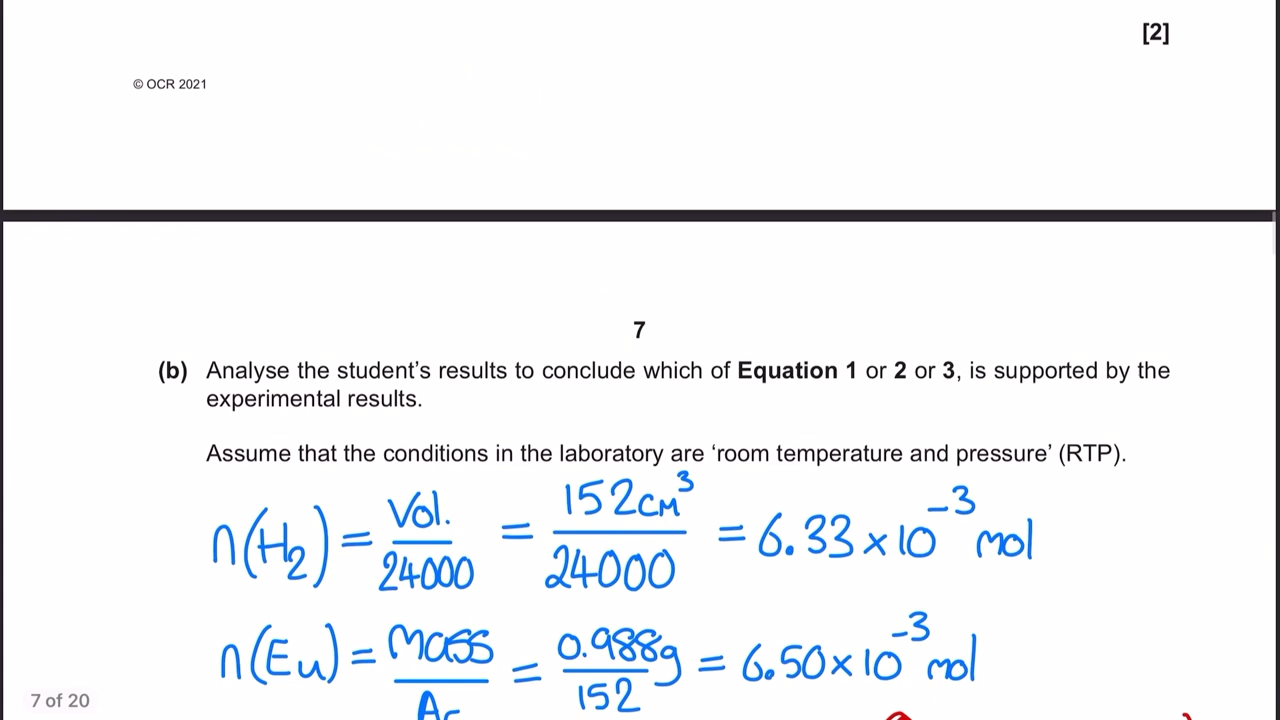 [2]
© OCR 2021
7
(b) Analyse the student’s results to conclude which of Equation 1 or 2 or 3, is supported by the
experimental results.
Assume that the conditions in the laboratory are ‘room temperature and pressure’ (RTP).
n(H₂) = Vol./24000 = 152cm³/24000 = 6.33 × 10⁻³ mol
n(Eu) = Mass/Ar = 0.988g/152 = 6.50 × 10⁻³ mol
7 of 20